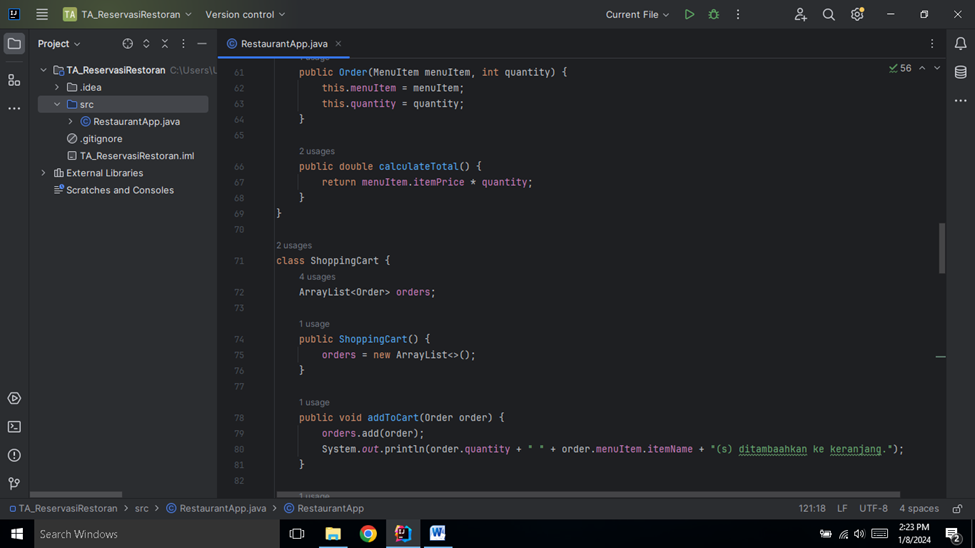 TA TA_ReservasiRestoran Version control Current File
Project
RestaurantApp.java
TA_ReservasiRestoran C:\Users\U
.idea
src
RestaurantApp.java
.gitignore
TA_ReservasiRestoran.iml
External Libraries
Scratches and Consoles
56
61 public Order(MenuItem menuItem, int quantity) {
62 this.menuItem = menuItem;
63 this.quantity = quantity;
64 }
65
2 usages
66 public double calculateTotal() {
67 return menuItem.itemPrice * quantity;
68 }
69 }
70
2 usages
71 class ShoppingCart {
4 usages
72 ArrayList<Order> orders;
73
1 usage
74 public ShoppingCart() {
75 orders = new ArrayList<>();
76 }
77
1 usage
78 public void addToCart(Order order) {
79 orders.add(order);
80 System.out.println(order.quantity + " " + order.menuItem.itemName + "(s) ditambaahkan ke keranjang.");
81 }
82
1 usage
TA_ReservasiRestoran > src > RestaurantApp.java > RestaurantApp 121:18 LF UTF-8 4 spaces
Search Windows
2:23 PM
1/8/2024
2